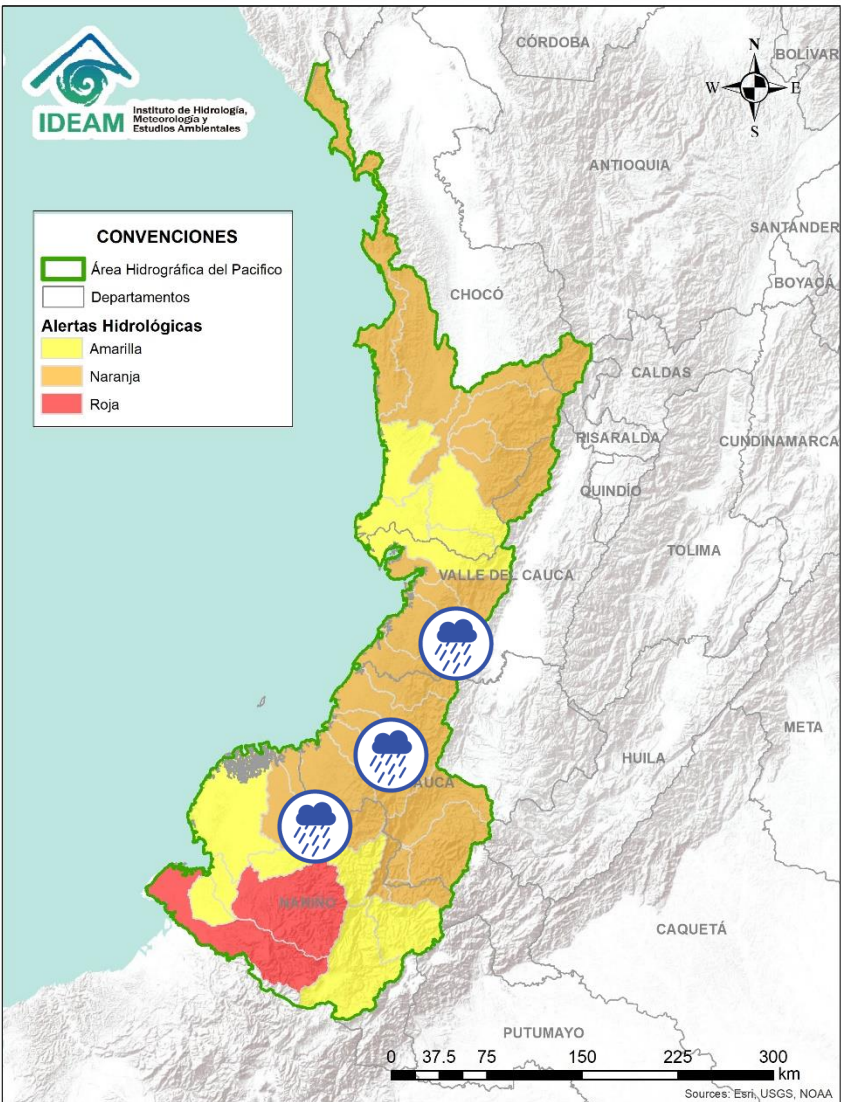 IDEAM
Instituto de Hidrología,
Meteorología y
Estudios Ambientales
N
W
E
S
CÓRDOBA
BOLÍVAR
ANTIOQUIA
SANTANDER
BOYACÁ
CHOCÓ
CALDAS
RISARALDA
CUNDINAMARCA
QUINDÍO
TOLIMA
VALLE DEL CAUCA
META
HUILA
CAUCA
NARIÑO
CAQUETÁ
PUTUMAYO
CONVENCIONES
Área Hidrográfica del Pacifico
Departamentos
Alertas Hidrológicas
Amarilla
Naranja
Roja
0 37.5 75 150 225 300
km
Sources: Esri, USGS, NOAA